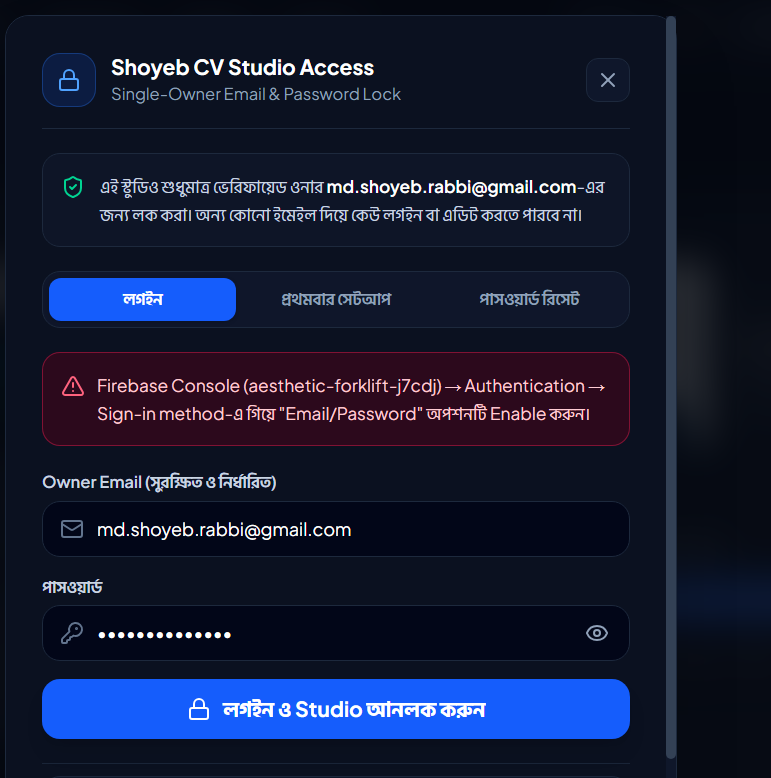 Shoyeb CV Studio Access
Single-Owner Email & Password Lock
এই স্টুডিও শুধুমাত্র ভেরিফায়েড ওনার md.shoyeb.rabbi@gmail.com-এর
জন্য লক করা। অন্য কোনো ইমেইল দিয়ে কেউ লগইন বা এডিট করতে পারবে না।
লগইন
প্রথমবার সেটআপ
পাসওয়ার্ড রিসেট
Firebase Console (aesthetic-forklift-j7cdj) → Authentication →
Sign-in method-এ গিয়ে "Email/Password" অপশনটি Enable করুন।
Owner Email (সুরক্ষিত ও নির্ধারিত)
md.shoyeb.rabbi@gmail.com
পাসওয়ার্ড
••••••••••••••
লগইন ও Studio আনলক করুন